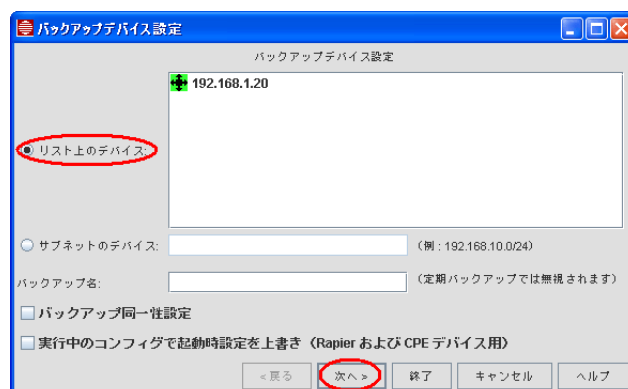 バックアップデバイス設定
バックアップデバイス設定
192.168.1.20
リスト上のデバイス:
サブネットのデバイス:
(例：192.168.10.0/24)
バックアップ名:
(定期バックアップでは無視されます)
バックアップ同一性設定
実行中のコンフィグで起動時設定を上書き（Rapier および CPE デバイス用）
<戻る
次へ>
終了
キャンセル
ヘルプ